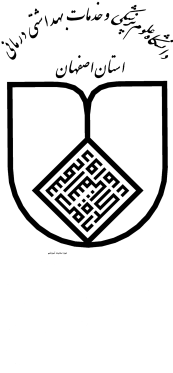 دانشگاه علوم پزشکی و خدمات بهداشتی درمانی
استان اصفهان